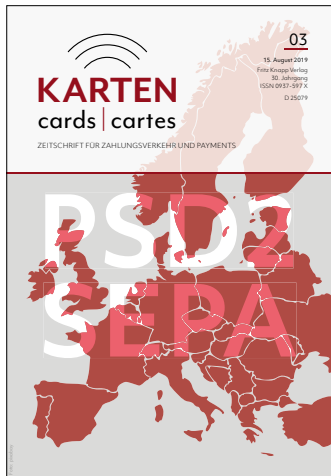 03
15. August 2019
Fritz Knapp Verlag
30. Jahrgang
ISSN 0937-597 X
D 25079
KARTEN
cards | cartes
ZEITSCHRIFT FÜR ZAHLUNGSVERKEHR UND PAYMENTS
PSD2
SEPA